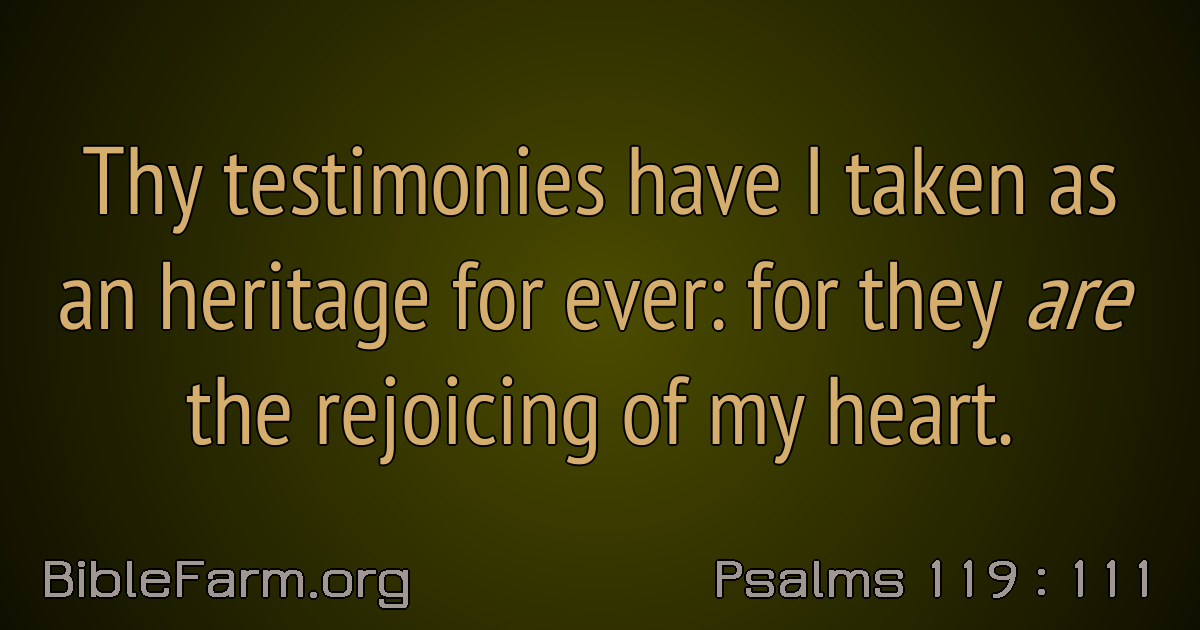 Thy testimonies have I taken as
an heritage for ever: for they are
the rejoicing of my heart.
BibleFarm.org
Psalms 119 : 111